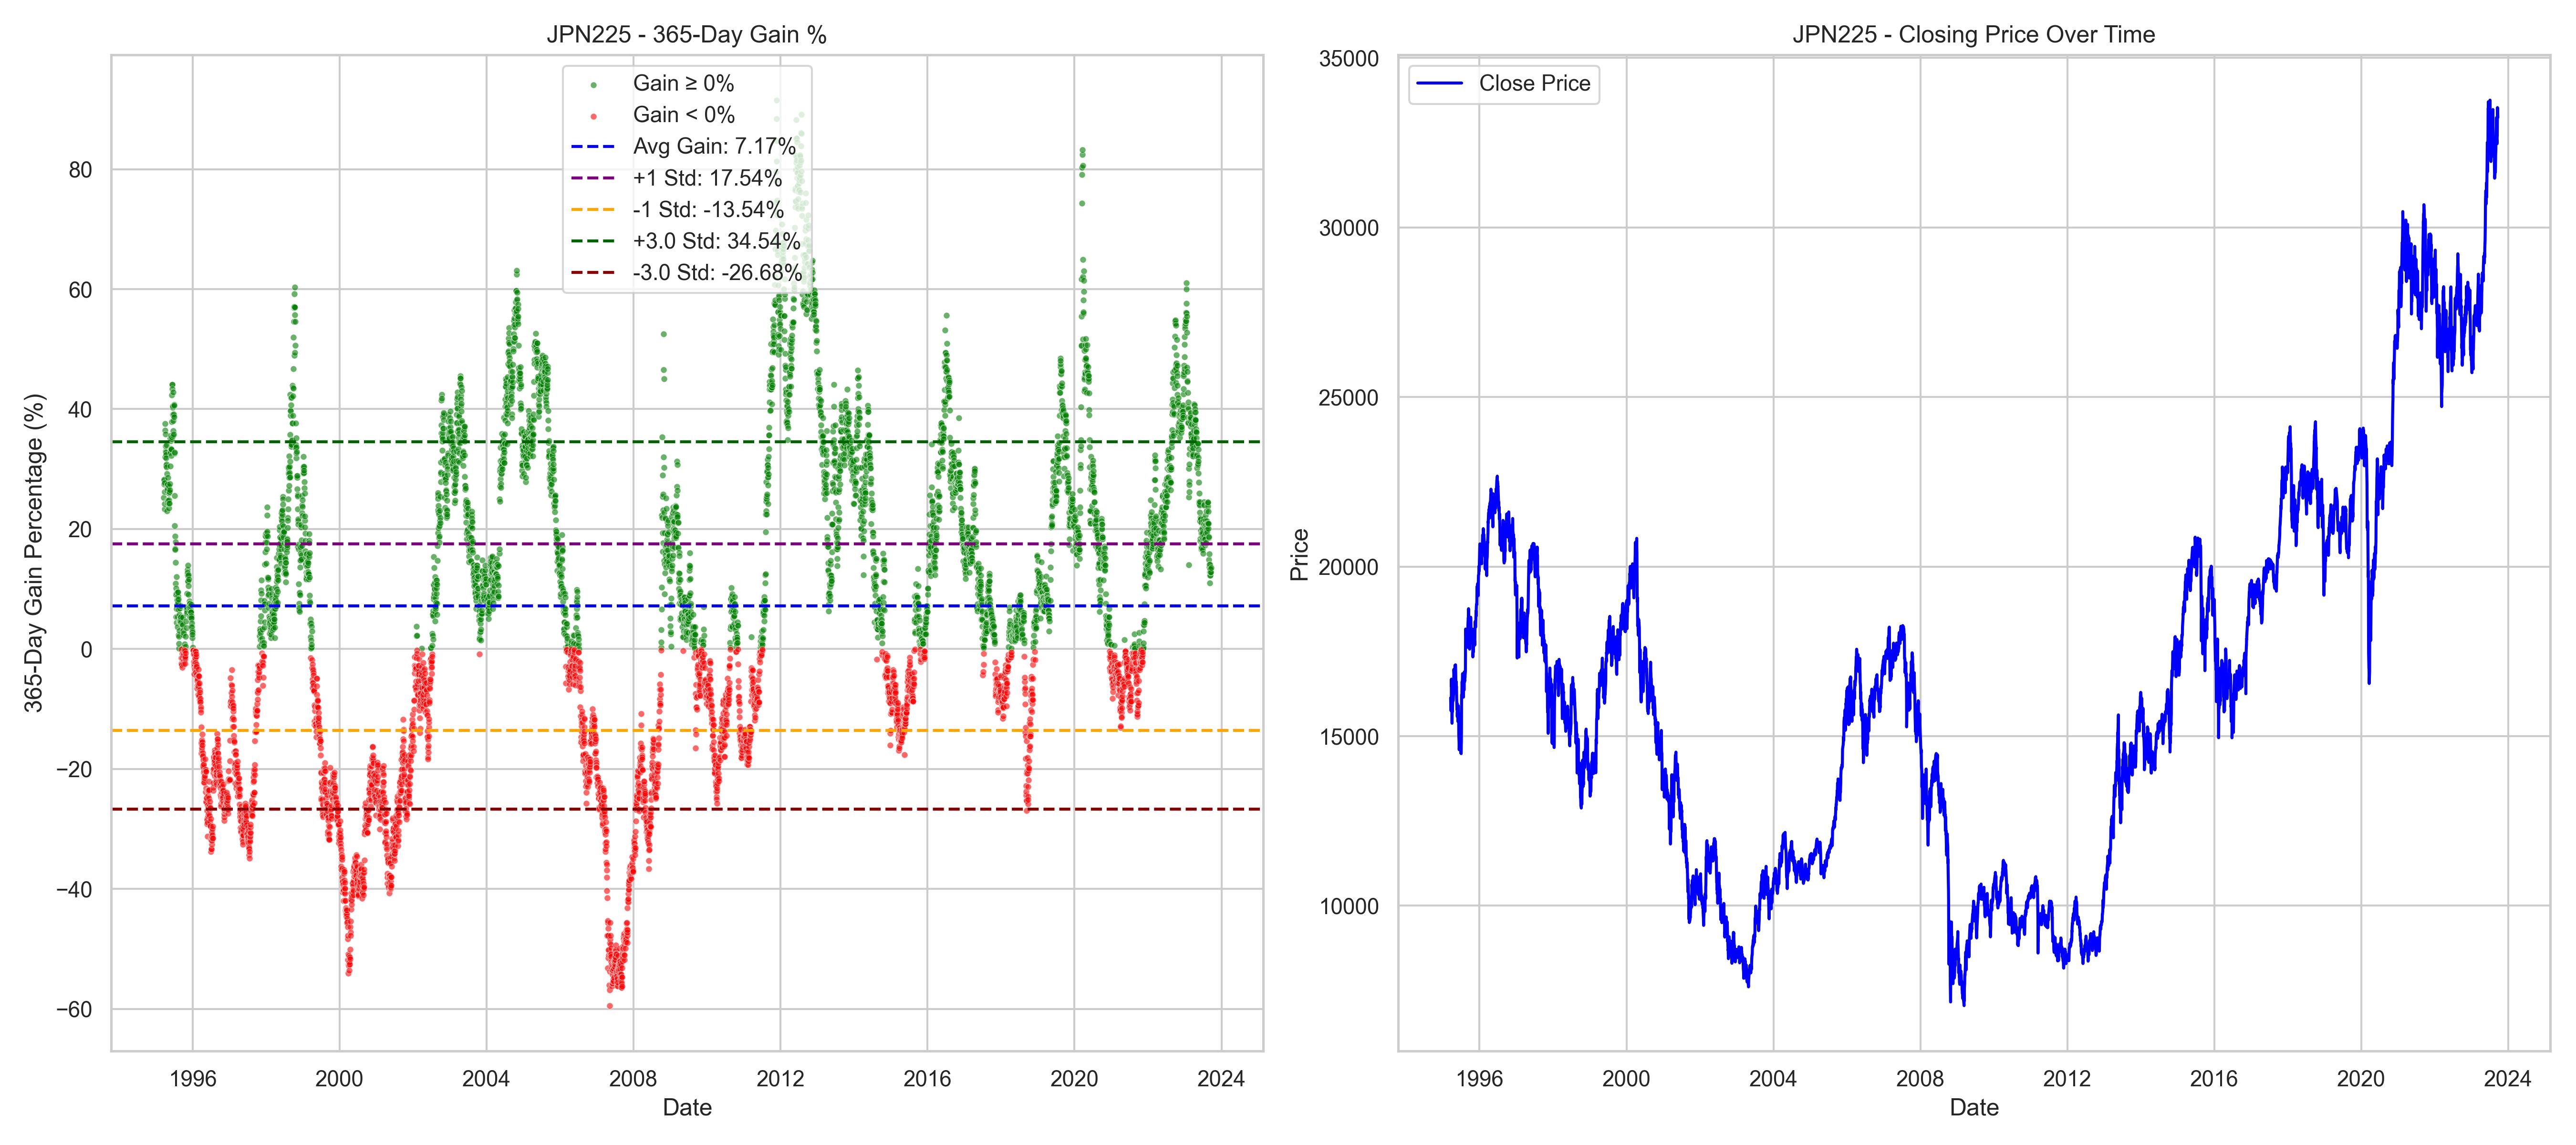 JPN225 - 365-Day Gain %
Gain ≥ 0%
Gain < 0%
Avg Gain: 7.17%
+1 Std: 17.54%
-1 Std: -13.54%
+3.0 Std: 34.54%
-3.0 Std: -26.68%
365-Day Gain Percentage (%)
80
60
40
20
0
−20
−40
−60
1996
2000
2004
2008
2012
2016
2020
2024
Date
JPN225 - Closing Price Over Time
Close Price
Price
35000
30000
25000
20000
15000
10000
1996
2000
2004
2008
2012
2016
2020
2024
Date